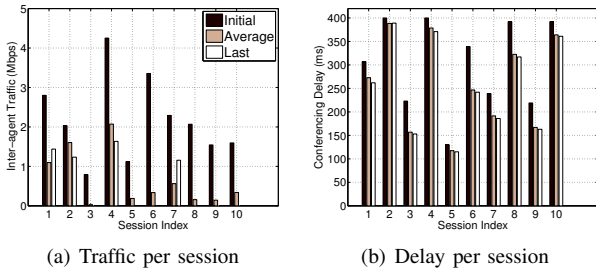 5
4
3
2
1
0
Inter-agent Traffic (Mbps)
Initial
Average
Last
1 2 3 4 5 6 7 8 9 10
Session Index
(a) Traffic per session
400
350
300
250
200
150
100
50
0
Conferencing Delay (ms)
1 2 3 4 5 6 7 8 9 10
Session Index
(b) Delay per session